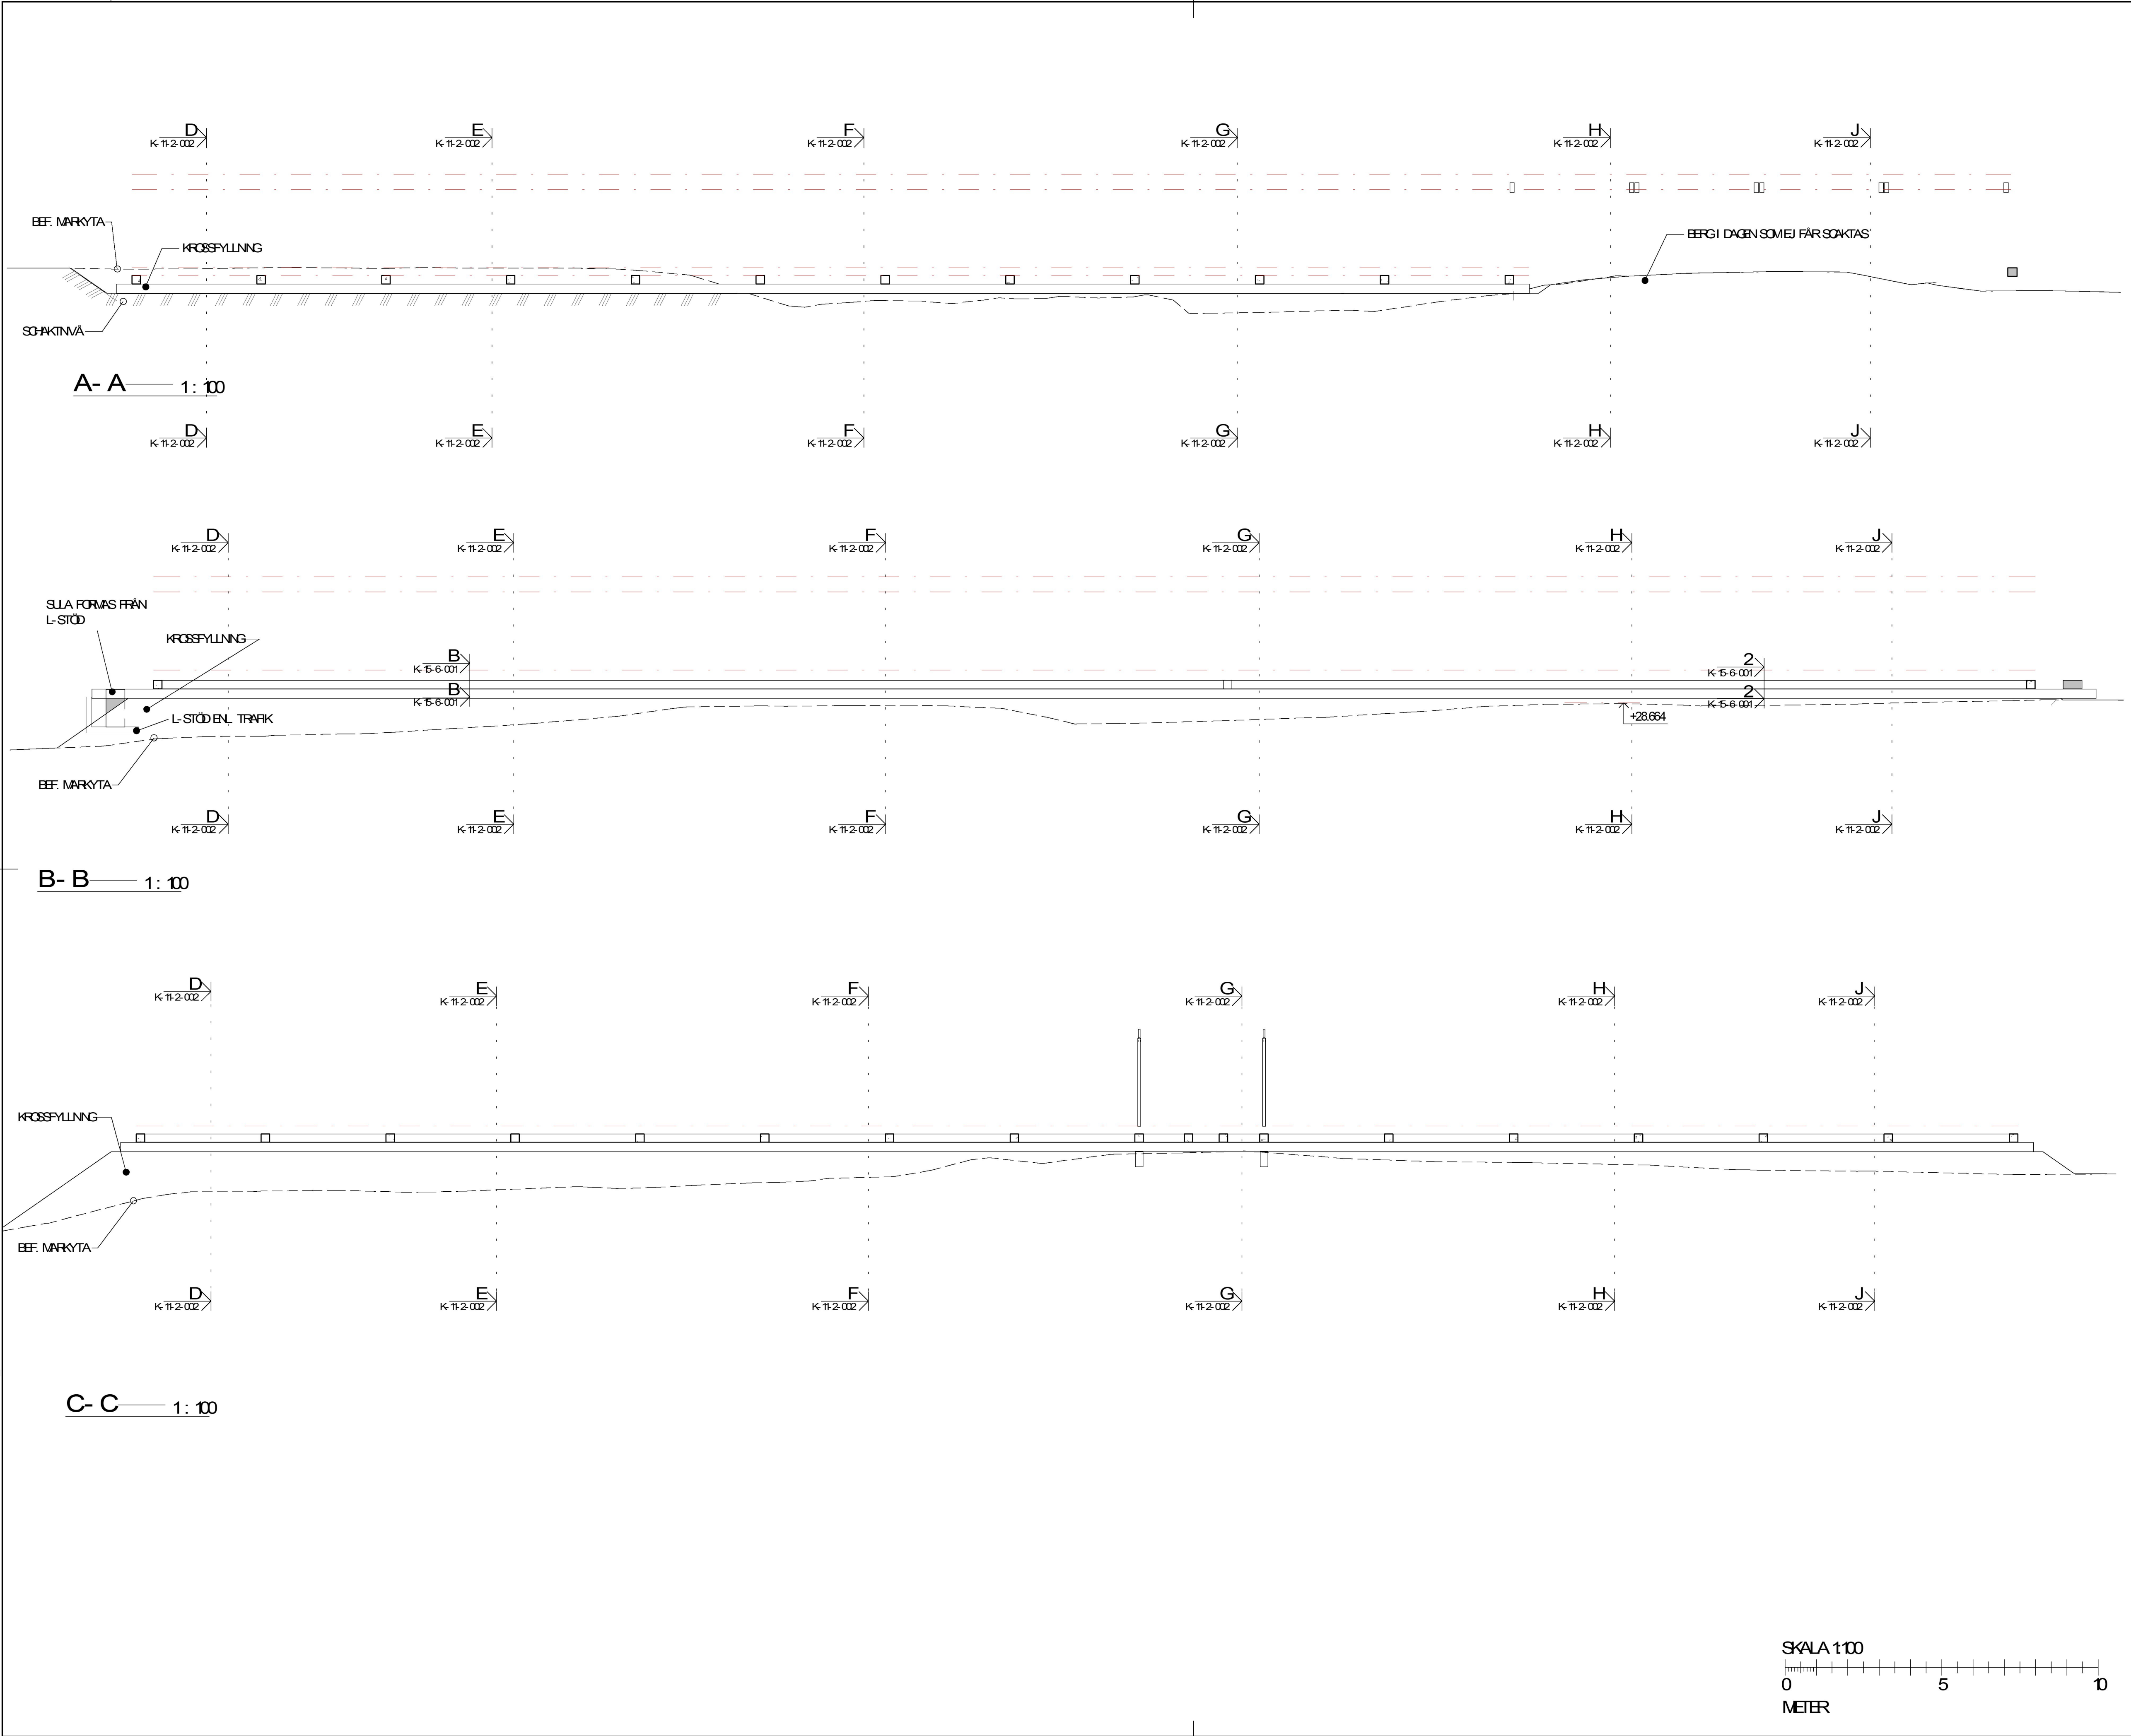 D E F G H J
K-11-2-002 K-11-2-002 K-11-2-002 K-11-2-002 K-11-2-002 K-11-2-002
BEF. MARKYTA
KROSSFYLLNING
BERG I DAGEN SOM EJ FÅR SCAKTAS
SCHAKTNIVÅ
A-A 1:100
D E F G H J
K-11-2-002 K-11-2-002 K-11-2-002 K-11-2-002 K-11-2-002 K-11-2-002
D E F G H J
K-11-2-002 K-11-2-002 K-11-2-002 K-11-2-002 K-11-2-002 K-11-2-002
SULA FORMAS FRÅN
L-STÖD
KROSSFYLLNING
B 2
K-15-6-001 K-15-6-001
B 2
K-15-6-001 K-15-6-001
L-STÖD ENL TRAFIK
+28.664
BEF. MARKYTA
D E F G H J
K-11-2-002 K-11-2-002 K-11-2-002 K-11-2-002 K-11-2-002 K-11-2-002
B-B 1:100
D E F G H J
K-11-2-002 K-11-2-002 K-11-2-002 K-11-2-002 K-11-2-002 K-11-2-002
KROSSFYLLNING
BEF. MARKYTA
D E F G H J
K-11-2-002 K-11-2-002 K-11-2-002 K-11-2-002 K-11-2-002 K-11-2-002
C-C 1:100
SKALA 1:100
0 5 10
METER